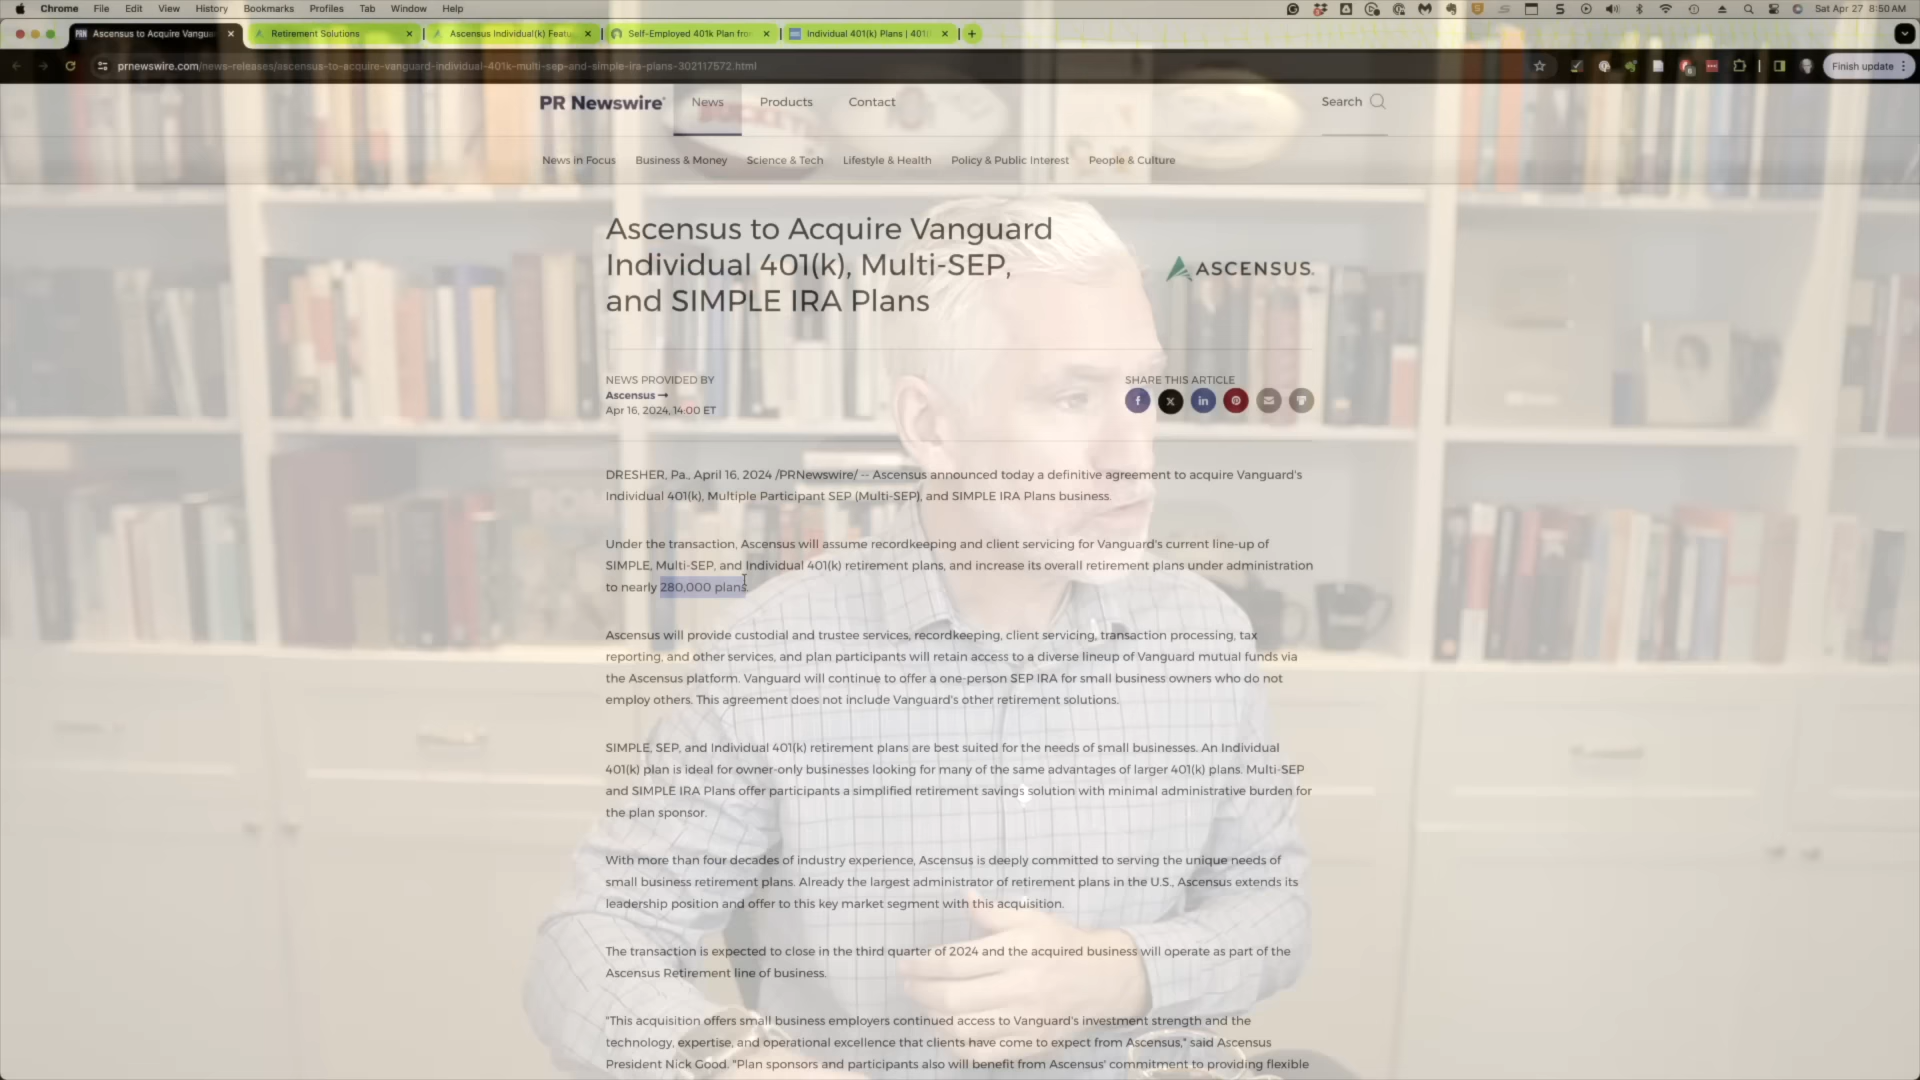 Chrome File Edit View History Bookmarks Profiles Tab Window Help Sat Apr 27 8:50 AM
Ascensus to Acquire Vangua Retirement Solutions Ascensus Individual(k) Featu Self-Employed 401k Plan from Individual 401(k) Plans | 401(
prnewswire.com/news-releases/ascensus-to-acquire-vanguard-individual-401k-multi-sep-and-simple-ira-plans-302117572.html Finish update
PR Newswire News Products Contact Search
News in Focus Business & Money Science & Tech Lifestyle & Health Policy & Public Interest People & Culture
Ascensus to Acquire Vanguard
Individual 401(k), Multi-SEP,
and SIMPLE IRA Plans
ASCENSUS
NEWS PROVIDED BY
Ascensus
Apr 16, 2024, 14:00 ET
SHARE THIS ARTICLE
DRESHER, Pa., April 16, 2024 /PRNewswire/ -- Ascensus announced today a definitive agreement to acquire Vanguard's
Individual 401(k), Multiple Participant SEP (Multi-SEP), and SIMPLE IRA Plans business.
Under the transaction, Ascensus will assume recordkeeping and client servicing for Vanguard's current line-up of
SIMPLE, Multi-SEP, and Individual 401(k) retirement plans, and increase its overall retirement plans under administration
to nearly 280,000 plans.
Ascensus will provide custodial and trustee services, recordkeeping, client servicing, transaction processing, tax
reporting, and other services, and plan participants will retain access to a diverse lineup of Vanguard mutual funds via
the Ascensus platform. Vanguard will continue to offer a one-person SEP IRA for small business owners who do not
employ others. This agreement does not include Vanguard's other retirement solutions.
SIMPLE, SEP, and Individual 401(k) retirement plans are best suited for the needs of small businesses. An Individual
401(k) plan is ideal for owner-only businesses looking for many of the same advantages of larger 401(k) plans. Multi-SEP
and SIMPLE IRA Plans offer participants a simplified retirement savings solution with minimal administrative burden for
the plan sponsor.
With more than four decades of industry experience, Ascensus is deeply committed to serving the unique needs of
small business retirement plans. Already the largest administrator of retirement plans in the U.S., Ascensus extends its
leadership position and offer to this key market segment with this acquisition.
The transaction is expected to close in the third quarter of 2024 and the acquired business will operate as part of the
Ascensus Retirement line of business.
"This acquisition offers small business employers continued access to Vanguard's investment strength and the
technology, expertise, and operational excellence that clients have come to expect from Ascensus," said Ascensus
President Nick Good. "Plan sponsors and participants also will benefit from Ascensus' commitment to providing flexible